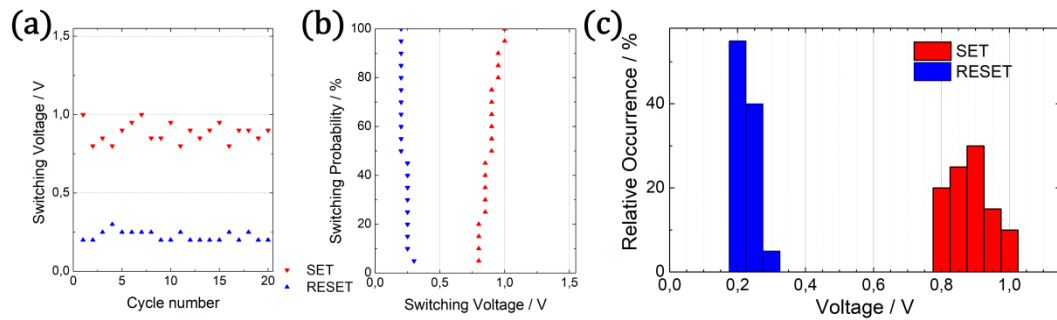 (a)
1,5
1,0
0,5
0,0
Switching Voltage / V
0
5
10
15
20
Cycle number
SET
RESET
(b)
100
80
60
40
20
0
Switching Probability / %
0,0
0,5
1,0
1,5
Switching Voltage / V
(c)
SET
RESET
40
20
0
Relative Occurrence / %
0,0
0,2
0,4
0,6
0,8
1,0
Voltage / V